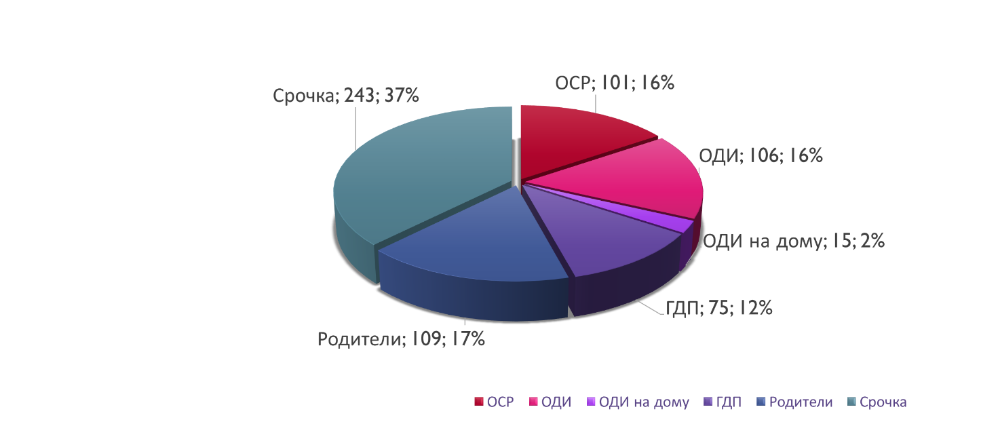 ОСР; 101; 16%
Срочка; 243; 37%
ОДИ; 106; 16%
ОДИ на дому; 15; 2%
ГДП; 75; 12%
Родители; 109; 17%
ОСР ОДИ ОДИ на дому ГДП Родители Срочка